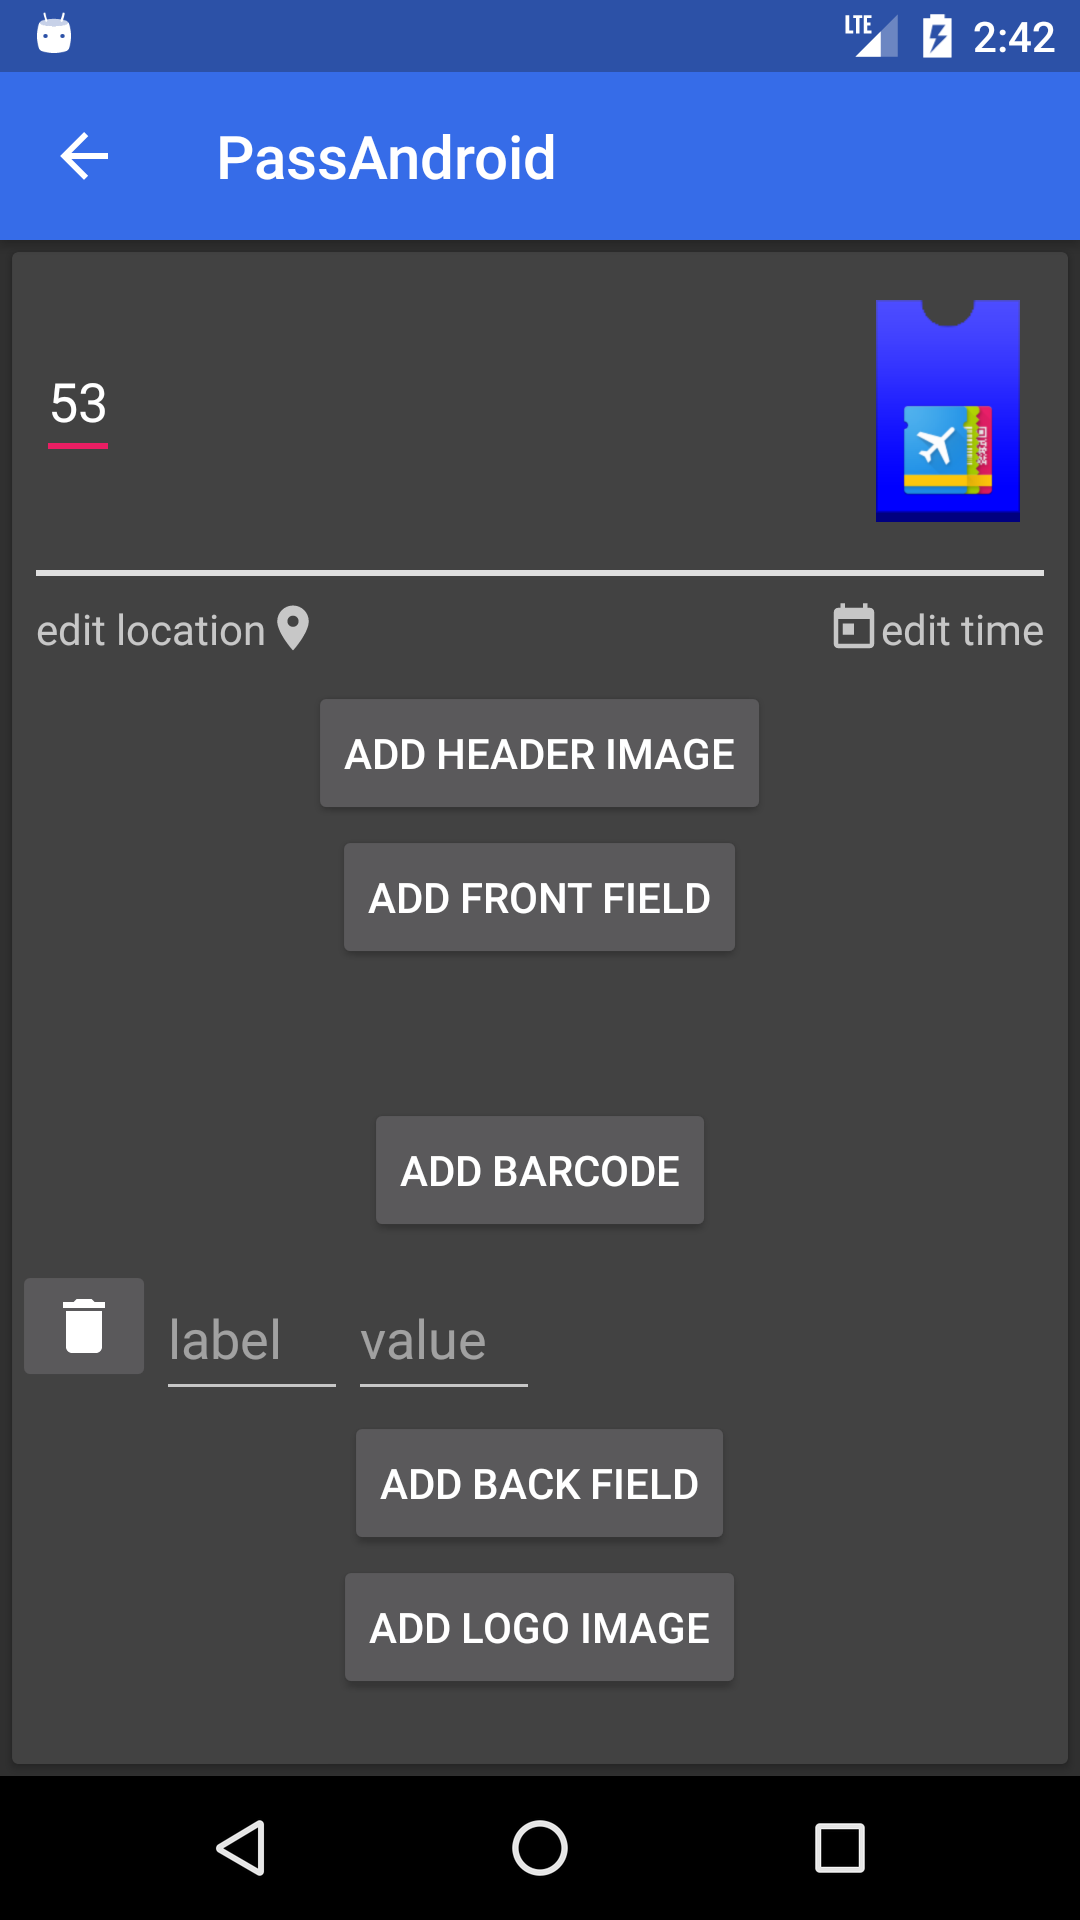 LTE 2:42
PassAndroid
53
edit location edit time
ADD HEADER IMAGE
ADD FRONT FIELD
ADD BARCODE
label value
ADD BACK FIELD
ADD LOGO IMAGE